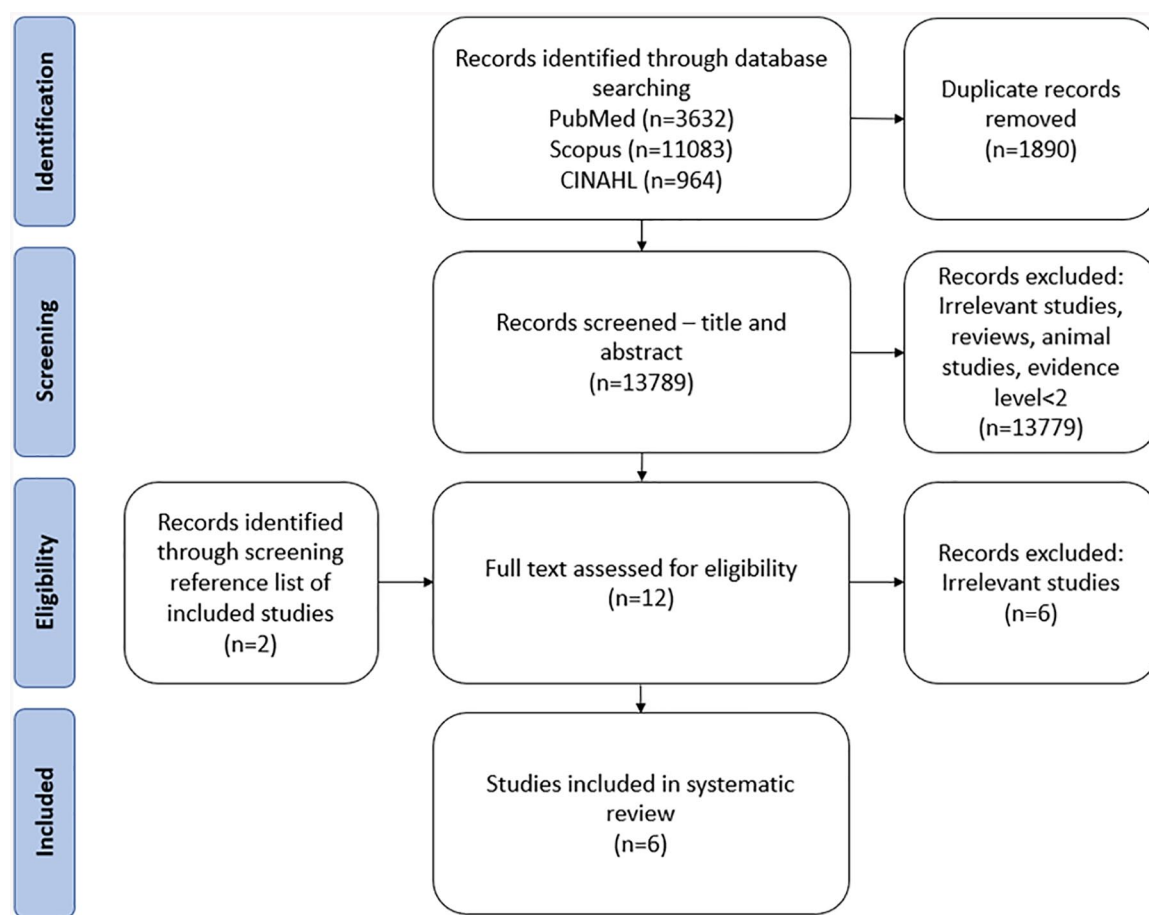 Identification
Records identified through database
searching
PubMed (n=3632)
Scopus (n=11083)
CINAHL (n=964)
Duplicate records
removed
(n=1890)
Screening
Records screened – title and
abstract
(n=13789)
Records excluded:
Irrelevant studies,
reviews, animal
studies, evidence
level<2
(n=13779)
Eligibility
Records identified
through screening
reference list of
included studies
(n=2)
Full text assessed for eligibility
(n=12)
Records excluded:
Irrelevant studies
(n=6)
Included
Studies included in systematic
review
(n=6)